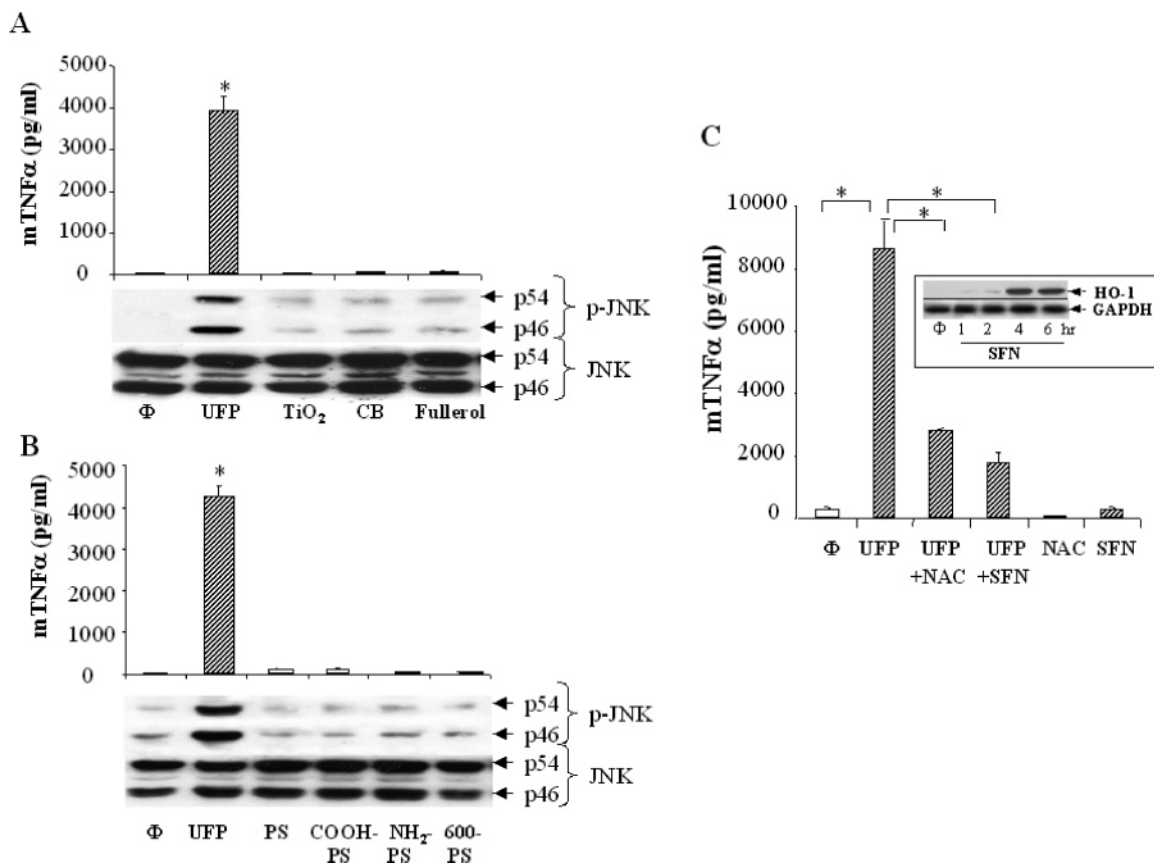 A
mTNFα (pg/ml)
5000
4000
3000
2000
1000
0
*
p54
p46
p-JNK
p54
p46
JNK
Φ UFP TiO₂ CB Fullerol
B
mTNFα (pg/ml)
5000
4000
3000
2000
1000
0
*
p54
p46
p-JNK
p54
p46
JNK
Φ UFP PS COOH-PS NH₂-PS 600-PS
C
mTNFα (pg/ml)
10000
8000
6000
4000
2000
0
* * *
HO-1
GAPDH
Φ 1 2 4 6 hr
SFN
Φ UFP UFP UFP NAC SFN
+NAC +SFN